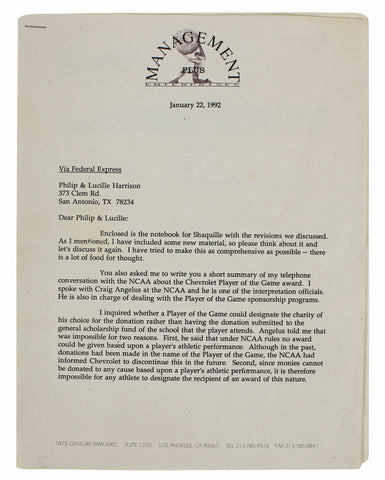 MANAGEMENT
PLUS
ENTERPRISES
January 22, 1992
Via Federal Express
Philip & Lucille Harrison
373 Clem Rd.
San Antonio, TX 78234
Dear Philip & Lucille:
Enclosed is the notebook for Shaquille with the revisions we discussed.
As I mentioned, I have included some new material, so please think about it and
let's discuss it again. I have tried to make this as comprehensive as possible -- there
is a lot of food for thought.
You also asked me to write you a short summary of my telephone
conversation with the NCAA about the Chevrolet Player of the Game award. I
spoke with Craig Angelus at the NCAA and he is one of the interpretation officials.
He is also in charge of dealing with the Player of the Game sponsorship programs.
I inquired whether a Player of the Game could designate the charity of
his choice for the donation rather than having the donation submitted to the
general scholarship fund of the school that the player attends. Angelus told me that
was impossible for two reasons. First, he said that under NCAA rules no award
could be given based upon a player's athletic performance. Although in the past,
donations had been made in the name of the Player of the Game, the NCAA had
informed Chevrolet to discontinue this in the future. Second, since monies cannot
be donated to any cause based upon a player's athletic performance, it is therefore
impossible for any athlete to designate the recipient of an award of this nature.
1875 CENTURY PARK EAST, SUITE 1230, LOS ANGELES, CA 90067 TEL 213-785-9510 FAX 213-785-0847